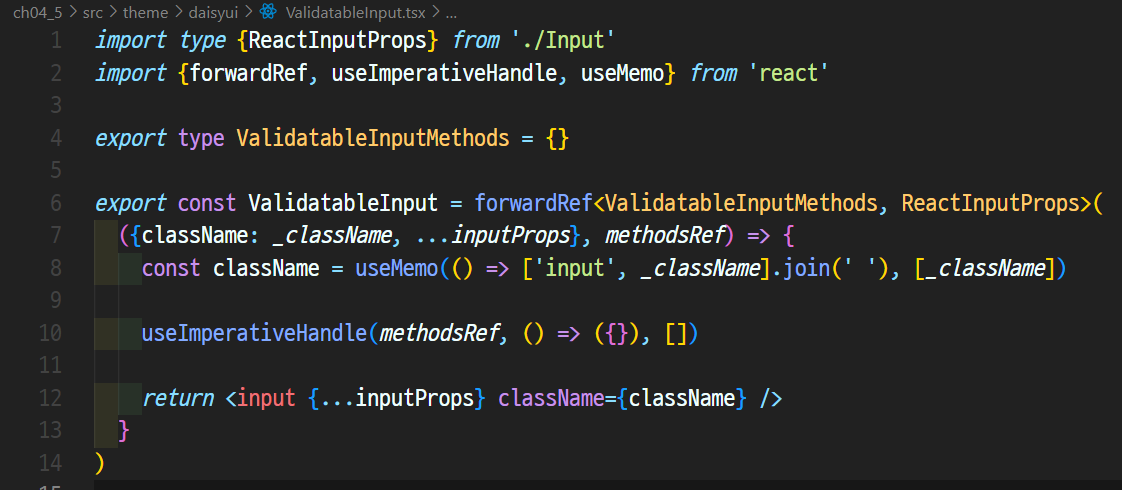 ch04_5 > src > theme > daisyui > ValidatableInput.tsx > ...
1 import type {ReactInputProps} from './Input'
2 import {forwardRef, useImperativeHandle, useMemo} from 'react'
3
4 export type ValidatableInputMethods = {}
5
6 export const ValidatableInput = forwardRef<ValidatableInputMethods, ReactInputProps>(
7 ({className: _className, ...inputProps}, methodsRef) => {
8 const className = useMemo(() => ['input', _className].join(' '), [_className])
9
10 useImperativeHandle(methodsRef, () => ({}), [])
11
12 return <input {...inputProps} className={className} />
13 }
14 )
15